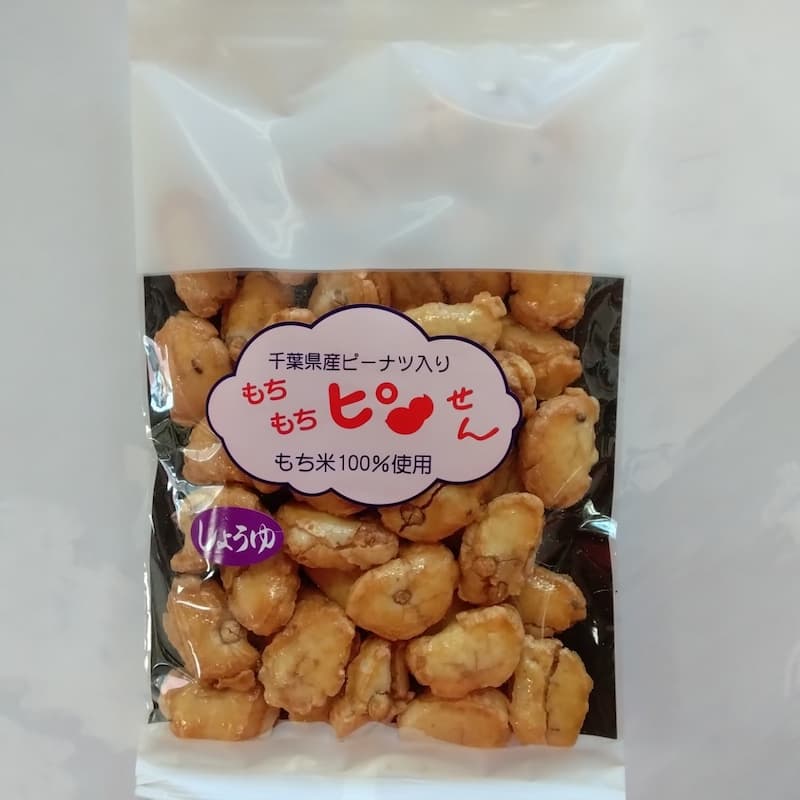 千葉県産ピーナツ入り
もち
もち
ピー
せん
もち米100%使用
しょうゆ